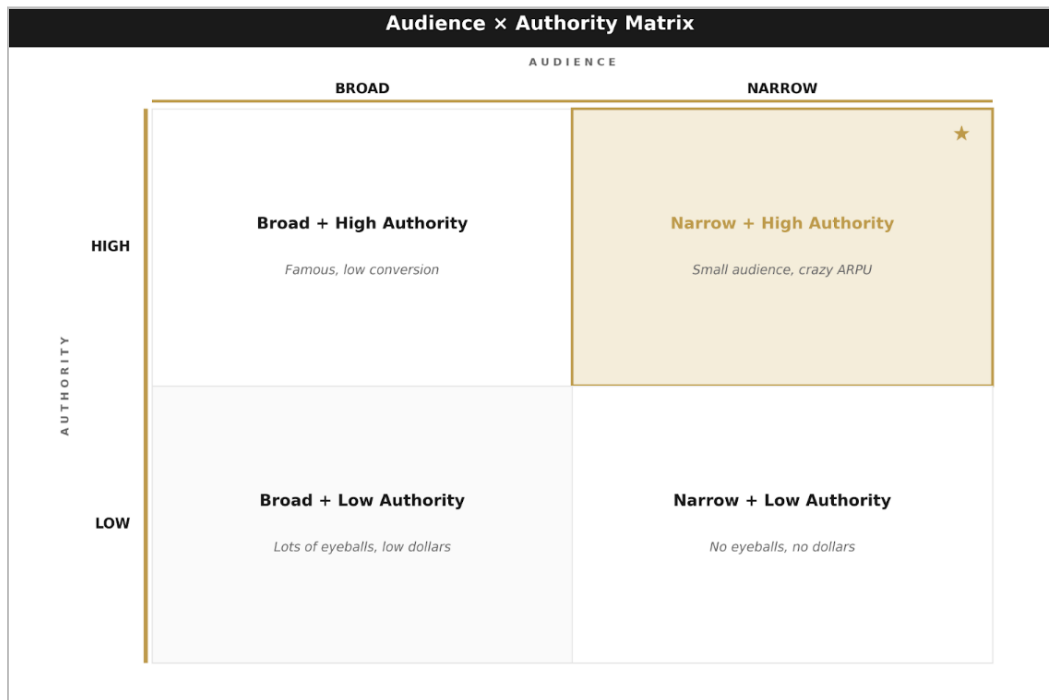 Audience × Authority Matrix
AUDIENCE
BROAD
NARROW
HIGH
Broad + High Authority
Famous, low conversion
★
Narrow + High Authority
Small audience, crazy ARPU
AUTHORITY
LOW
Broad + Low Authority
Lots of eyeballs, low dollars
Narrow + Low Authority
No eyeballs, no dollars